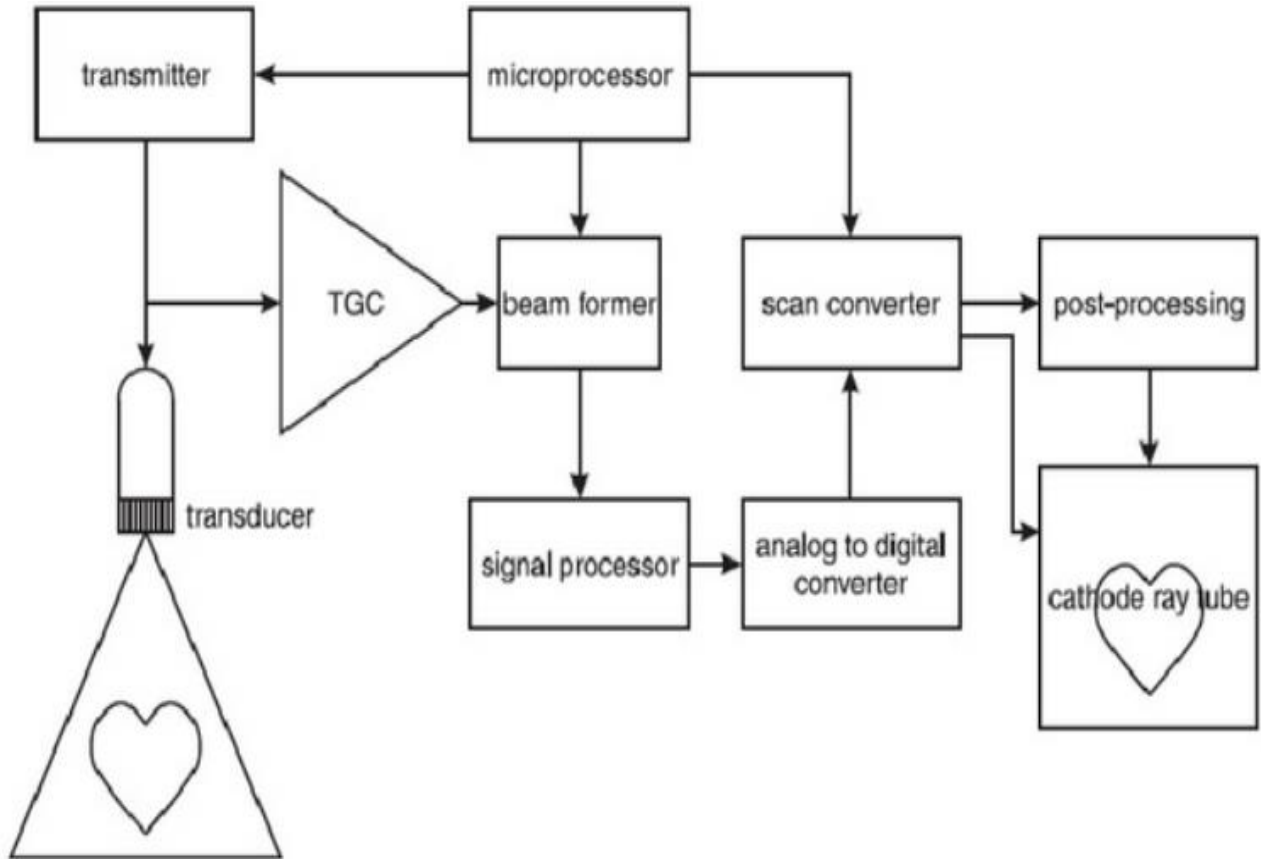 transmitter
microprocessor
TGC
beam former
scan converter
post-processing
transducer
signal processor
analog to digital
converter
cathode ray tube